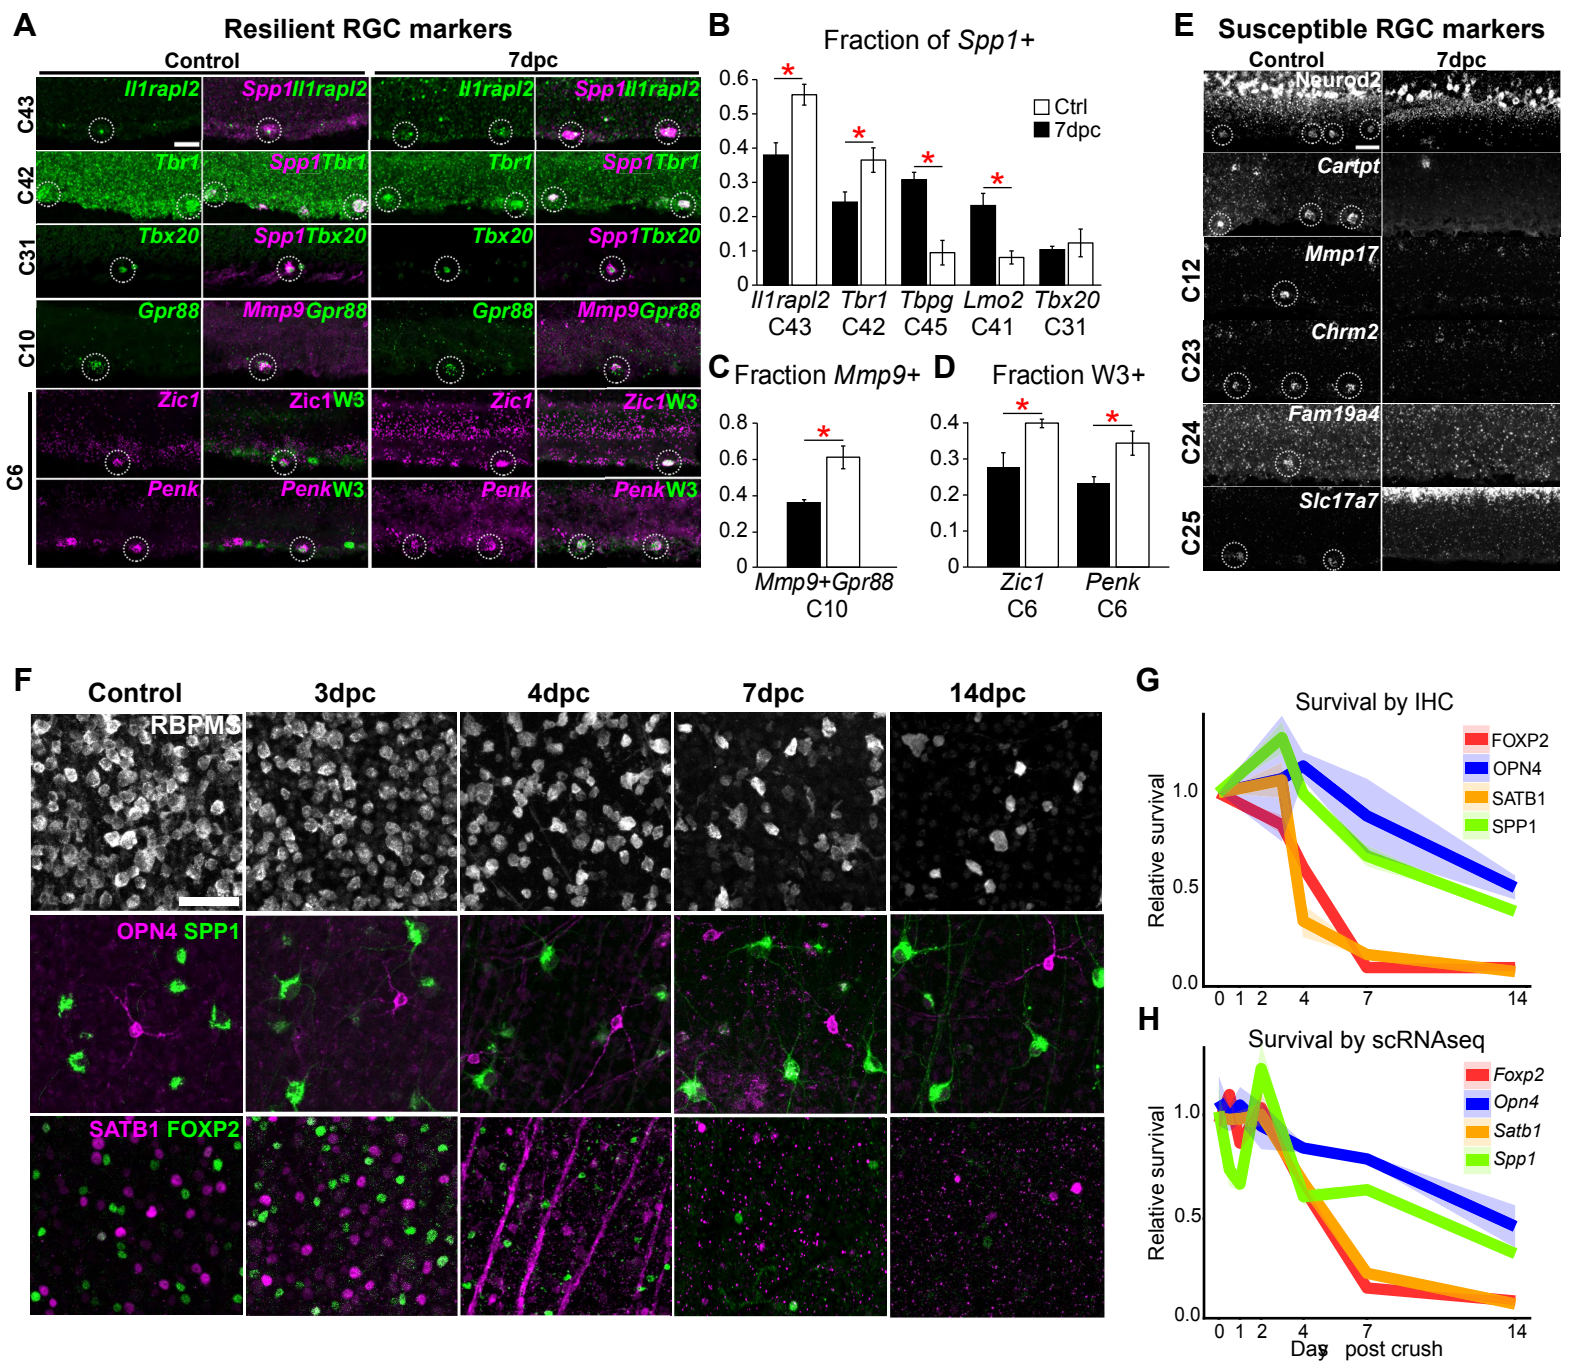 A
Resilient RGC markers
Control
7dpc
C43
Il1rapl2
Spp1Il1rapl2
Il1rapl2
Spp1Il1rapl2
C42
Tbr1
Spp1Tbr1
Tbr1
Spp1Tbr1
C31
Tbx20
Spp1Tbx20
Tbx20
Spp1Tbx20
C10
Gpr88
Mmp9Gpr88
Gpr88
Mmp9Gpr88
C6
Zic1
Zic1W3
Zic1
Zic1W3
Penk
PenkW3
Penk
PenkW3
B
Fraction of Spp1+
0.6
0.5
0.4
0.3
0.2
0.1
0
* * * *
Ctrl
7dpc
Il1rapl2 Tbr1 Tbpg Lmo2 Tbx20
C43 C42 C45 C41 C31
C
Fraction Mmp9+
0.8
0.6
0.4
0.2
0
*
Mmp9+Gpr88
C10
D
Fraction W3+
0.4
0.3
0.2
0.1
0
* *
Zic1 Penk
C6 C6
E
Susceptible RGC markers
Control 7dpc
Neurod2
Cartpt
C12
Mmp17
C23
Chrm2
C24
Fam19a4
C25
Slc17a7
F
Control 3dpc 4dpc 7dpc 14dpc
RBPMS
OPN4 SPP1
SATB1 FOXP2
G
Survival by IHC
Relative survival
1.0
0.5
0.0
FOXP2
OPN4
SATB1
SPP1
0 1 2 4 7 14
H
Survival by scRNAseq
Relative survival
1.0
0.5
0.0
Foxp2
Opn4
Satb1
Spp1
0 1 2 4 7 14
Days post crush